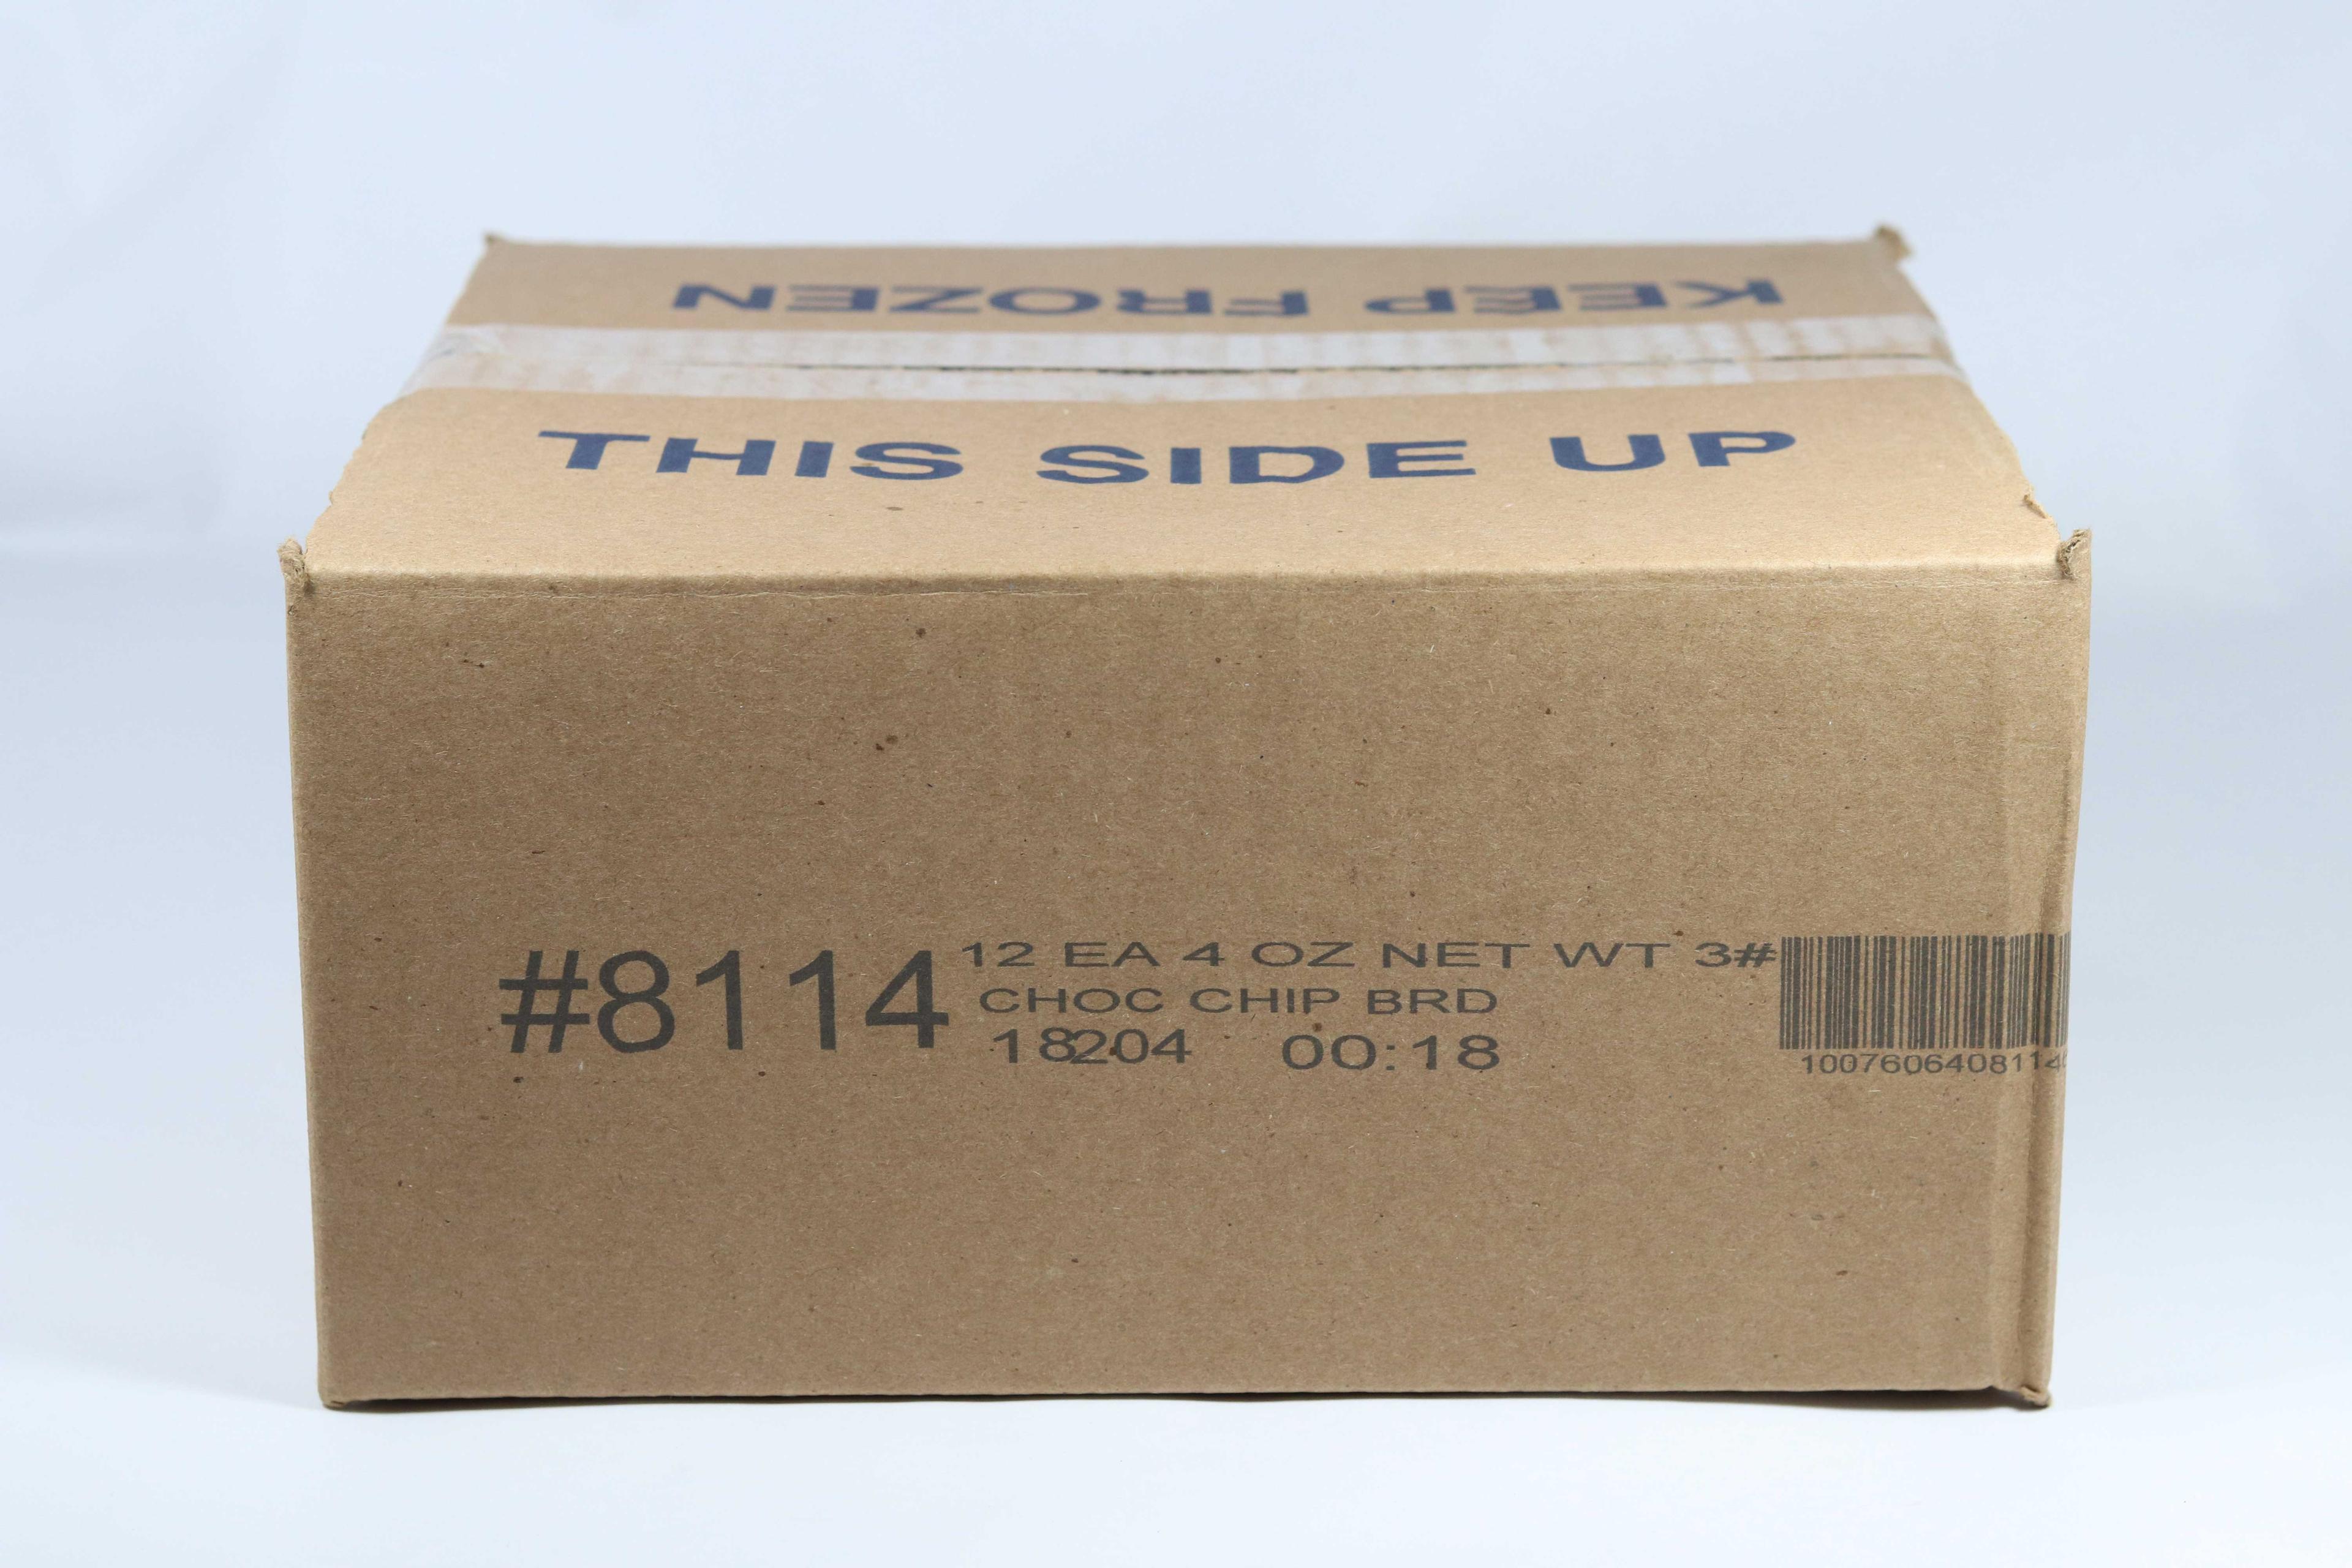 KEEP FROZEN
THIS SIDE UP
#8114
12 EA 4 OZ NET WT 3#
CHOC CHIP BRD
18204 00:18
1007606408114